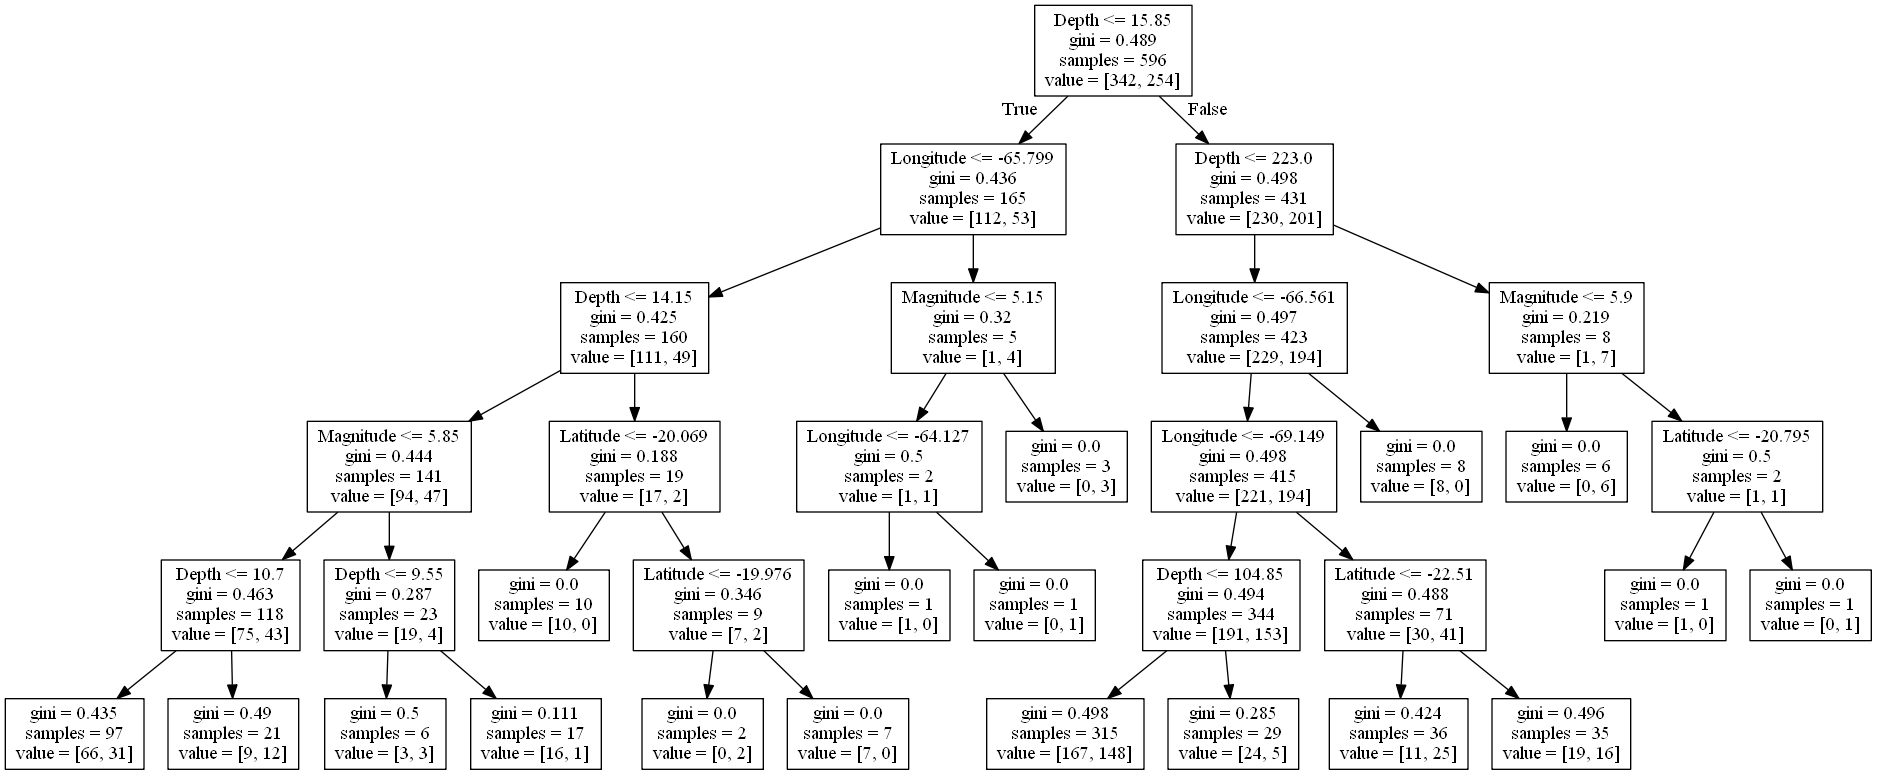 Depth <= 15.85
gini = 0.489
samples = 596
value = [342, 254]
True
False
Longitude <= -65.799
gini = 0.436
samples = 165
value = [112, 53]
Depth <= 223.0
gini = 0.498
samples = 431
value = [230, 201]
Depth <= 14.15
gini = 0.425
samples = 160
value = [111, 49]
Magnitude <= 5.15
gini = 0.32
samples = 5
value = [1, 4]
Longitude <= -66.561
gini = 0.497
samples = 423
value = [229, 194]
Magnitude <= 5.9
gini = 0.219
samples = 8
value = [1, 7]
Magnitude <= 5.85
gini = 0.444
samples = 141
value = [94, 47]
Latitude <= -20.069
gini = 0.188
samples = 19
value = [17, 2]
Longitude <= -64.127
gini = 0.5
samples = 2
value = [1, 1]
gini = 0.0
samples = 3
value = [0, 3]
Longitude <= -69.149
gini = 0.498
samples = 415
value = [221, 194]
gini = 0.0
samples = 8
value = [8, 0]
gini = 0.0
samples = 6
value = [0, 6]
Latitude <= -20.795
gini = 0.5
samples = 2
value = [1, 1]
Depth <= 10.7
gini = 0.463
samples = 118
value = [75, 43]
Depth <= 9.55
gini = 0.287
samples = 23
value = [19, 4]
gini = 0.0
samples = 10
value = [10, 0]
Latitude <= -19.976
gini = 0.346
samples = 9
value = [7, 2]
gini = 0.0
samples = 1
value = [1, 0]
gini = 0.0
samples = 1
value = [0, 1]
Depth <= 104.85
gini = 0.494
samples = 344
value = [191, 153]
Latitude <= -22.51
gini = 0.488
samples = 71
value = [30, 41]
gini = 0.0
samples = 1
value = [1, 0]
gini = 0.0
samples = 1
value = [0, 1]
gini = 0.435
samples = 97
value = [66, 31]
gini = 0.49
samples = 21
value = [9, 12]
gini = 0.5
samples = 6
value = [3, 3]
gini = 0.111
samples = 17
value = [16, 1]
gini = 0.0
samples = 2
value = [0, 2]
gini = 0.0
samples = 7
value = [7, 0]
gini = 0.498
samples = 315
value = [167, 148]
gini = 0.285
samples = 29
value = [24, 5]
gini = 0.424
samples = 36
value = [11, 25]
gini = 0.496
samples = 35
value = [19, 16]